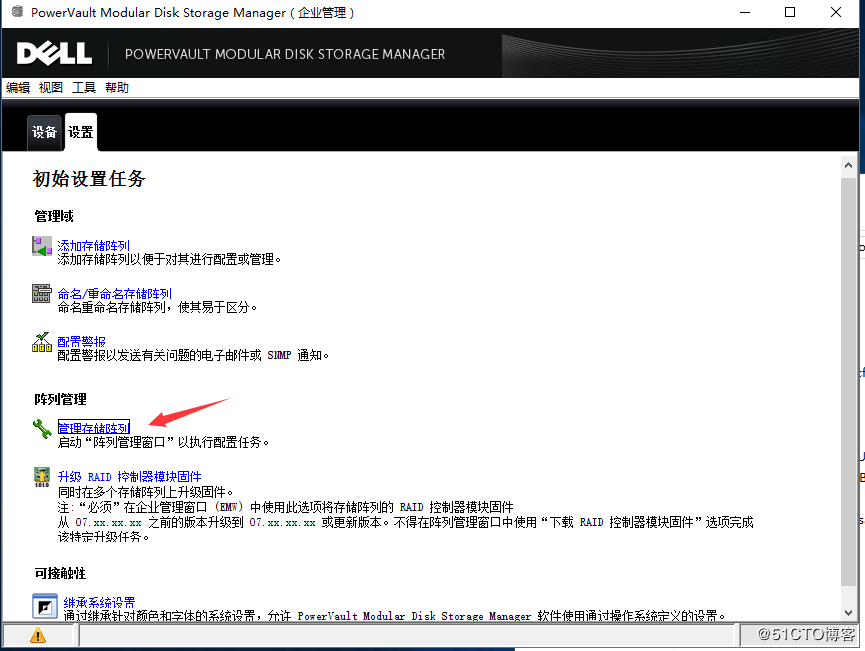 PowerVault Modular Disk Storage Manager ( 企业管理 )
DELL
POWERVAULT MODULAR DISK STORAGE MANAGER
编辑 视图 工具 帮助
设备 设置
初始设置任务
管理域
添加存储阵列
添加存储阵列以便于对其进行配置或管理。
命名/重命名存储阵列
命名重命名存储阵列，使其易于区分。
配置警报
配置警报以发送有关问题的电子邮件或 SNMP 通知。
阵列管理
管理存储阵列
启动“阵列管理窗口”以执行配置任务。
升级 RAID 控制器模块固件
同时在多个存储阵列上升级固件。
注:“必须”在企业管理窗口 (EMW) 中使用此选项将存储阵列的 RAID 控制器模块固件
从 07.xx.xx.xx 之前的版本升级到 07.xx.xx.xx 或更新版本。不得在阵列管理窗口中使用“下载 RAID 控制器模块固件”选项完成
该特定升级任务。
可接触性
继承系统设置
通过继承针对颜色和字体的系统设置，允许 PowerVault Modular Disk Storage Manager 软件使用通过操作系统定义的设置。
@51CTO博客